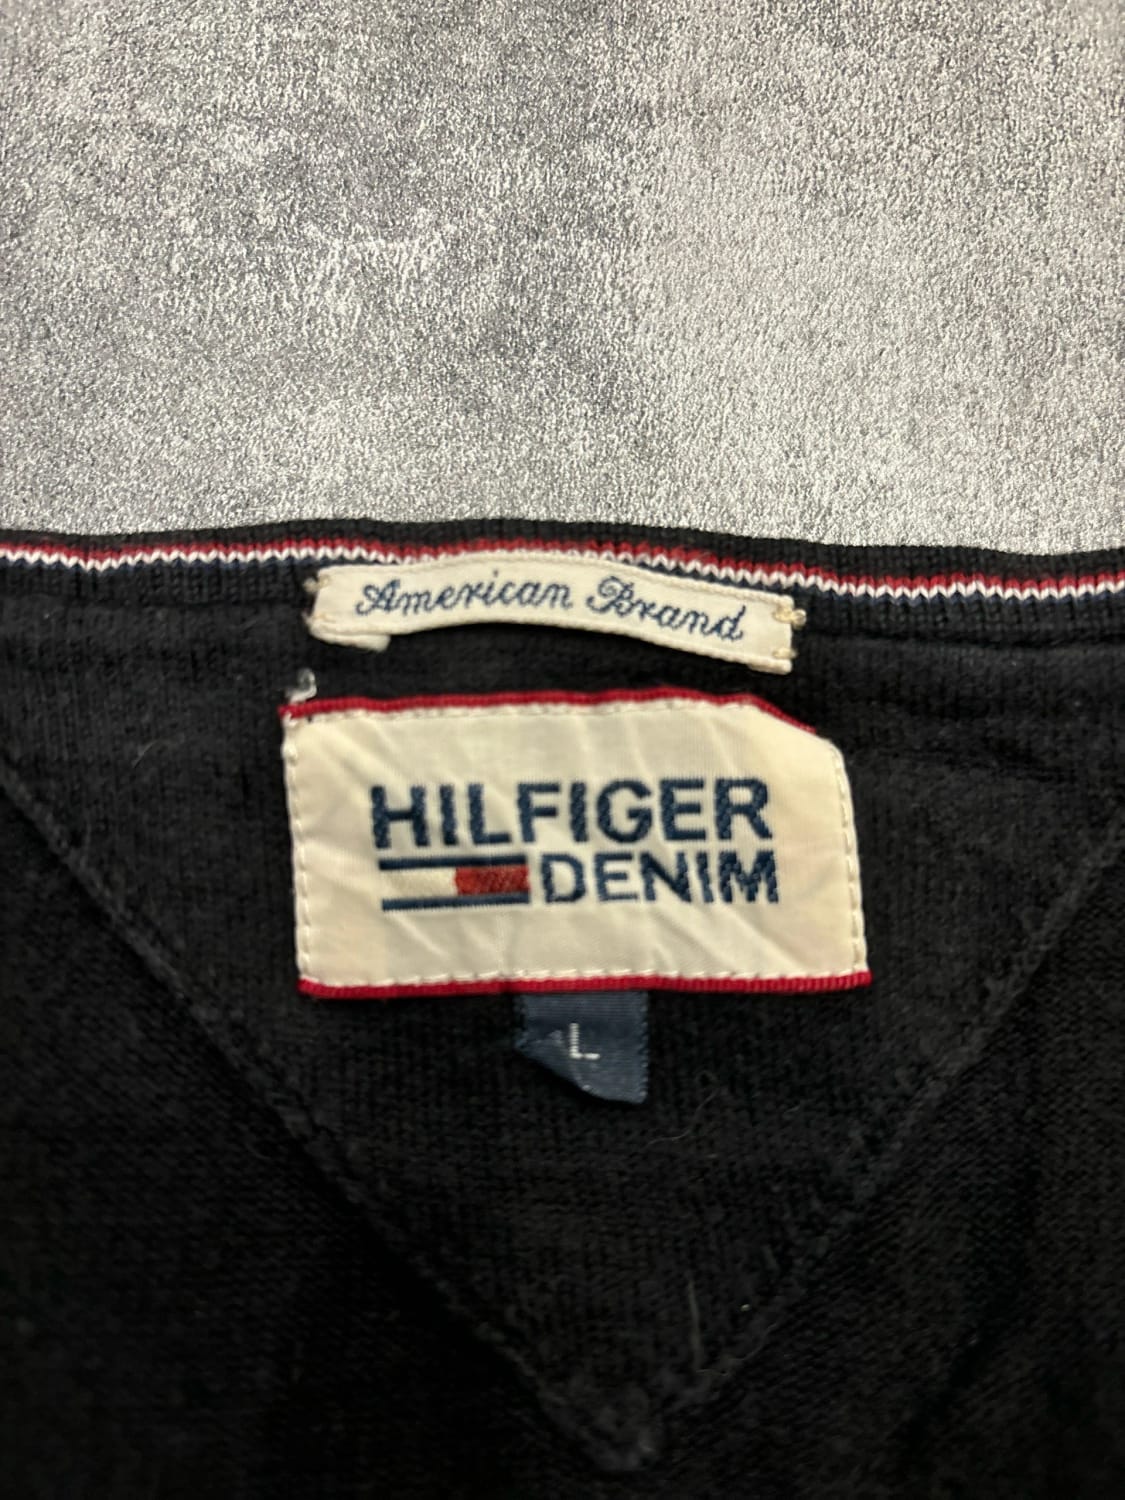 American Brand
HILFIGER
DENIM
L